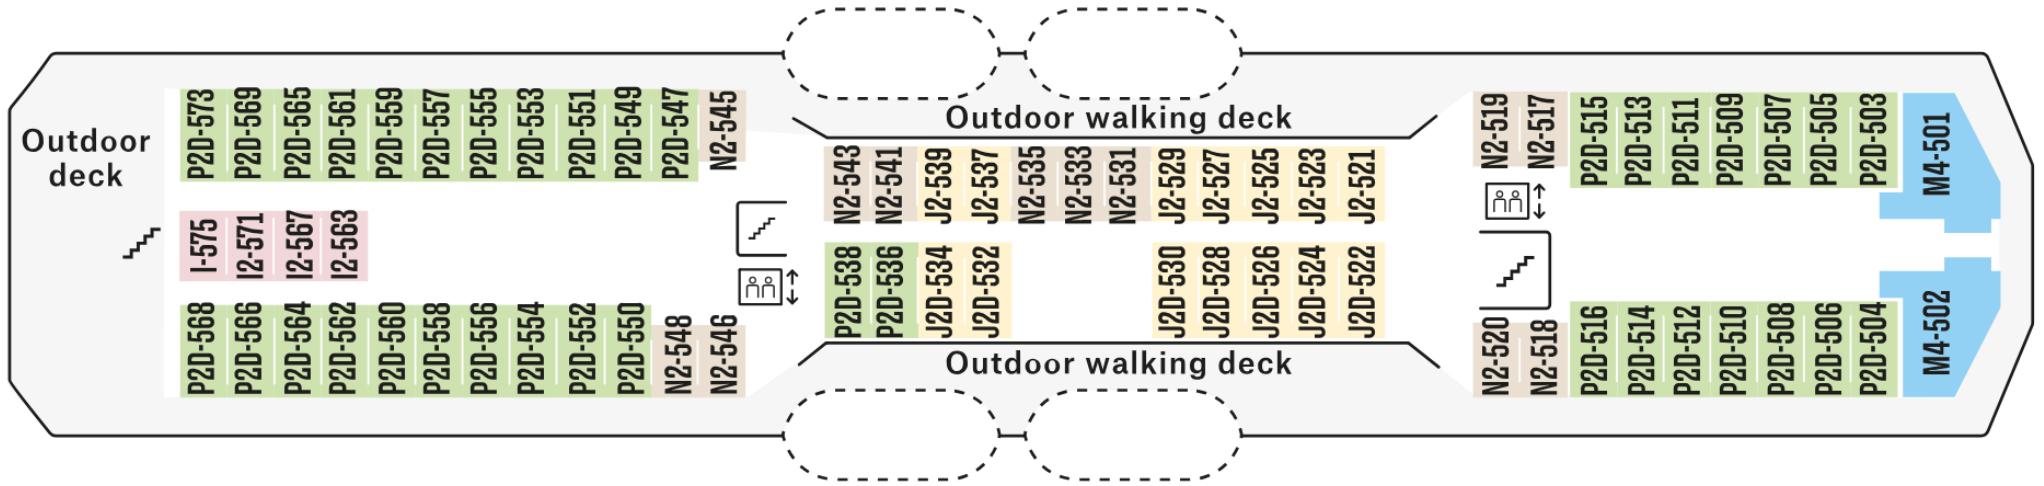 Outdoor
deck
P2D-573
P2D-569
P2D-565
P2D-561
P2D-559
P2D-557
P2D-555
P2D-553
P2D-551
P2D-549
P2D-547
N2-545
I-575
I2-571
I2-567
I2-563
P2D-568
P2D-566
P2D-564
P2D-562
P2D-560
P2D-558
P2D-556
P2D-554
P2D-552
P2D-550
N2-548
N2-546
Outdoor walking deck
N2-543
N2-541
J2-539
J2-537
N2-535
N2-533
N2-531
J2-529
J2-527
J2-525
J2-523
J2-521
P2D-538
P2D-536
J2D-534
J2D-532
J2D-530
J2D-528
J2D-526
J2D-524
J2D-522
Outdoor walking deck
N2-519
N2-517
P2D-515
P2D-513
P2D-511
P2D-509
P2D-507
P2D-505
P2D-503
M4-501
N2-520
N2-518
P2D-516
P2D-514
P2D-512
P2D-510
P2D-508
P2D-506
P2D-504
M4-502